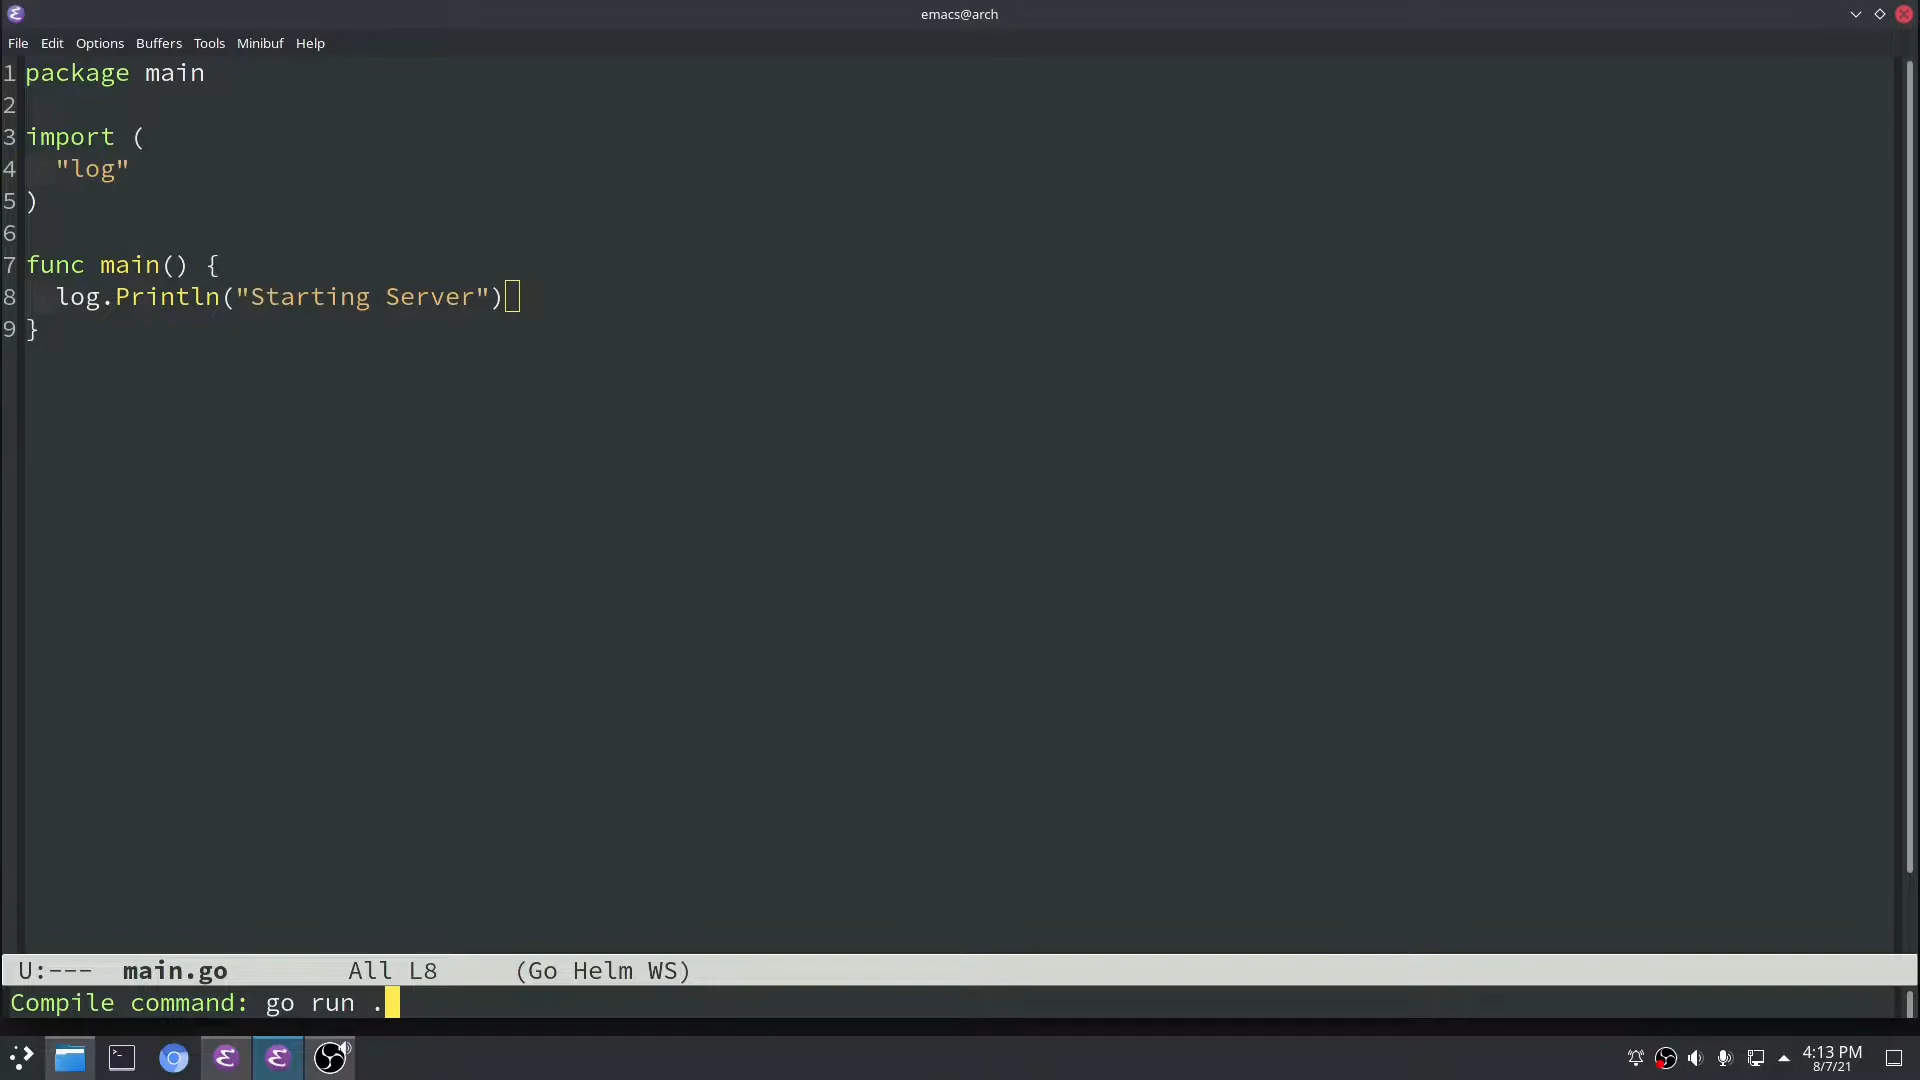 emacs@arch
File Edit Options Buffers Tools Minibuf Help
1 package main
2
3 import (
4   "log"
5 )
6
7 func main() {
8   log.Println("Starting Server")
9 }
U:---  main.go        All L8     (Go Helm WS)
Compile command: go run .
4:13 PM
8/7/21